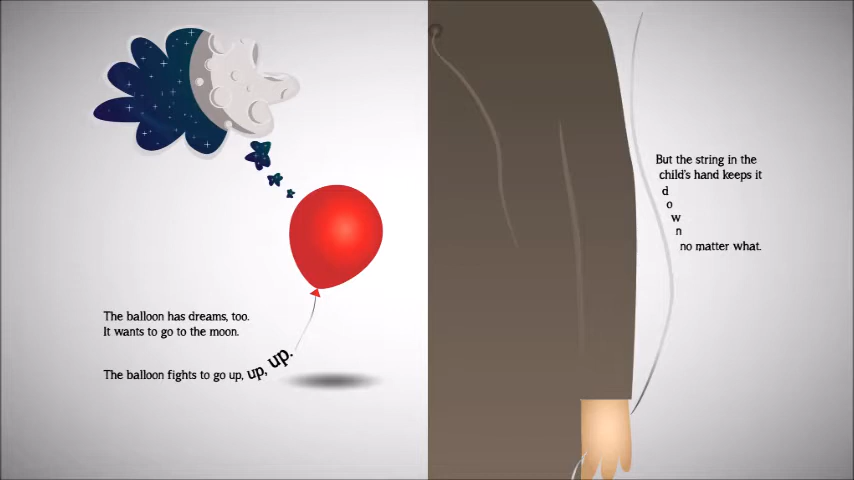 The balloon has dreams, too.
It wants to go to the moon.
The balloon fights to go up, up, up.
But the string in the
child's hand keeps it
d
o
w
n
no matter what.